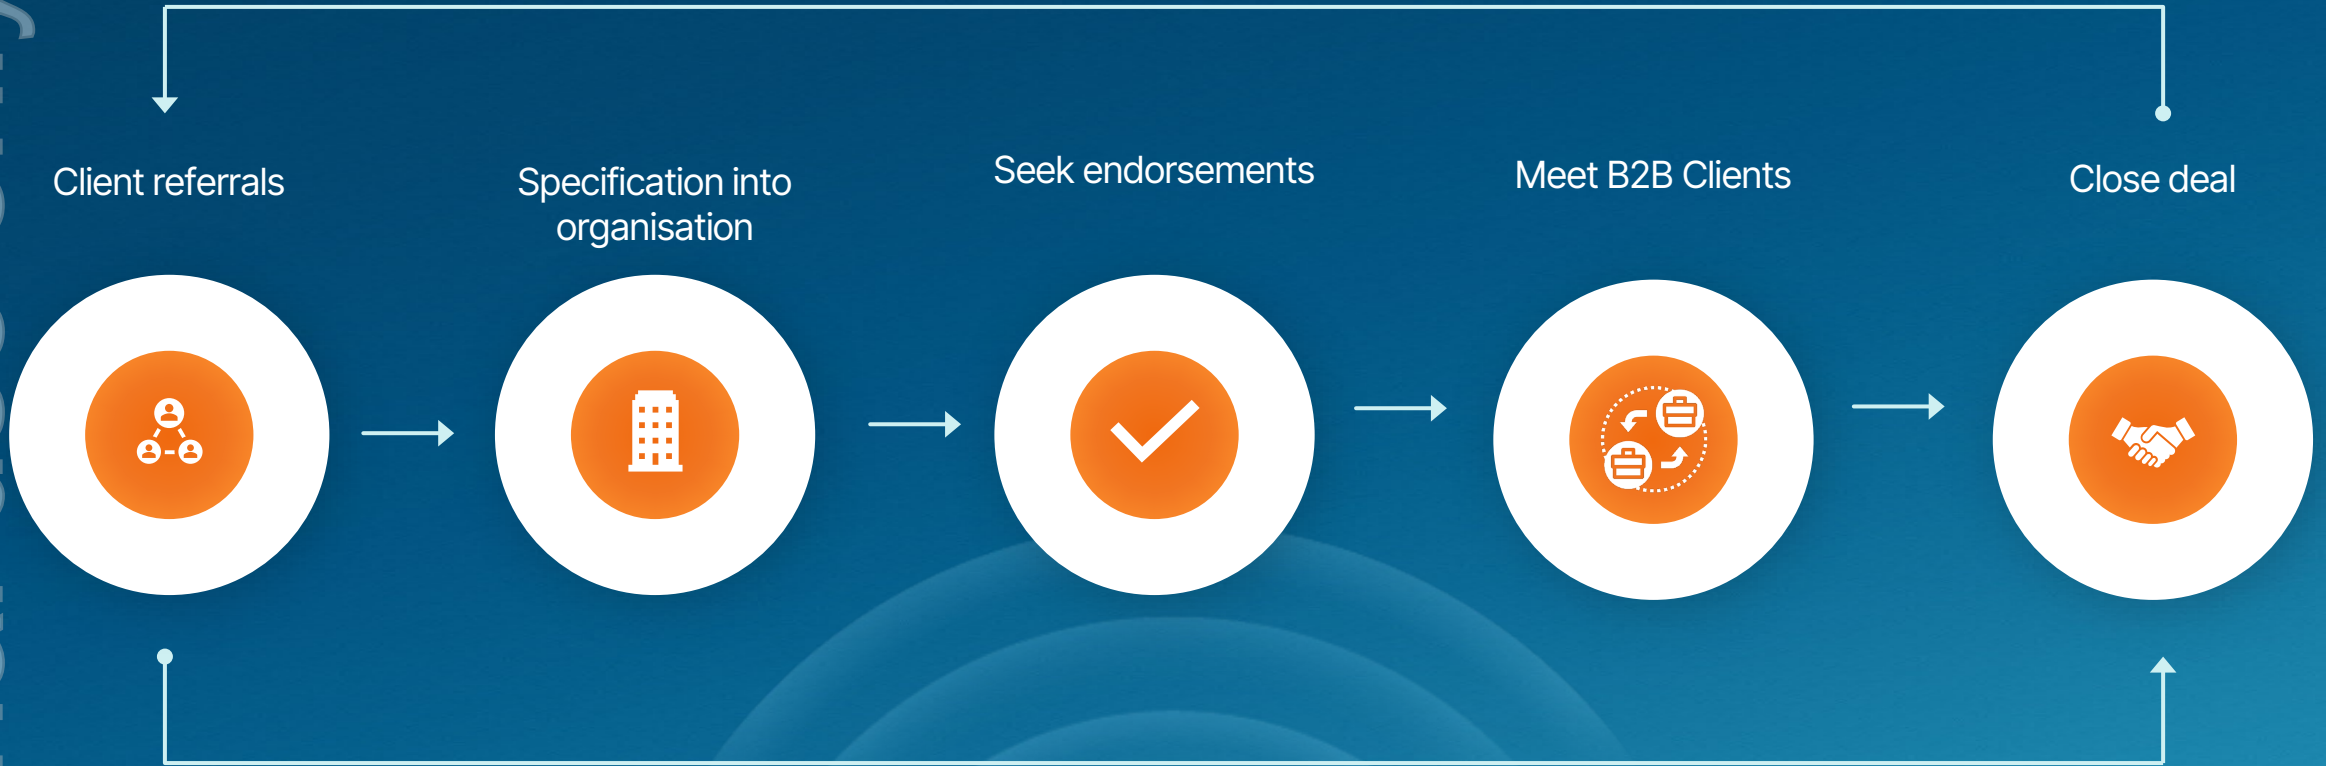 Client referrals
Specification into
organisation
Seek endorsements
Meet B2B Clients
Close deal